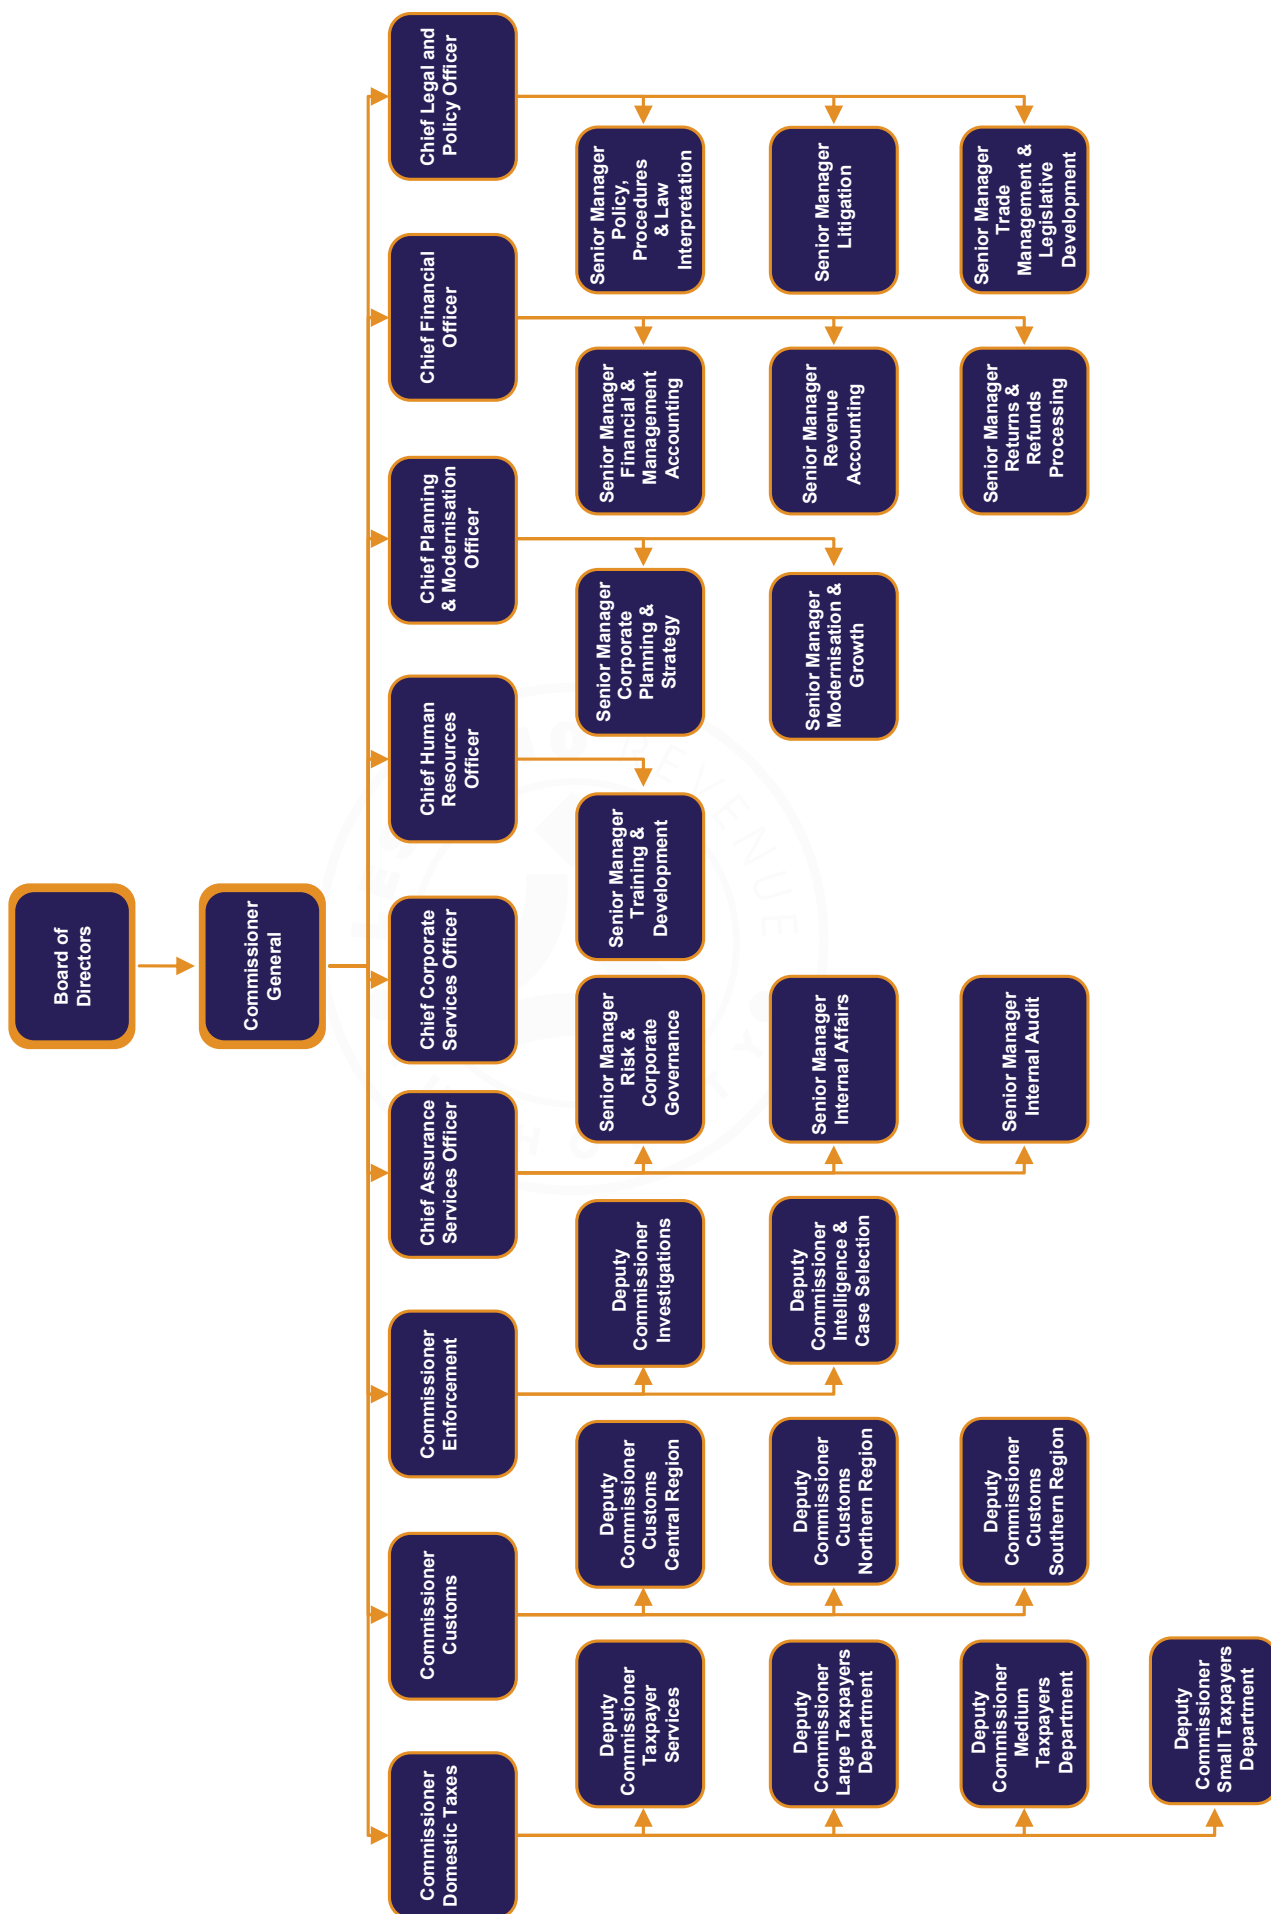 Board of
Directors
Commissioner
General
Commissioner
Domestic Taxes
Commissioner
Customs
Commissioner
Enforcement
Chief Assurance
Services Officer
Chief Corporate
Services Officer
Chief Human
Resources
Officer
Chief Planning
& Modernisation
Officer
Chief Financial
Officer
Chief Legal and
Policy Officer
Deputy
Commissioner
Taxpayer
Services
Deputy
Commissioner
Customs
Central Region
Deputy
Commissioner
Investigations
Senior Manager
Risk &
Corporate
Governance
Senior Manager
Training &
Development
Senior Manager
Corporate
Planning &
Strategy
Senior Manager
Financial &
Management
Accounting
Senior Manager
Policy,
Procedures
& Law
Interpretation
Deputy
Commissioner
Large Taxpayers
Department
Deputy
Commissioner
Customs
Northern Region
Deputy
Commissioner
Intelligence &
Case Selection
Senior Manager
Internal Affairs
Senior Manager
Modernisation &
Growth
Senior Manager
Revenue
Accounting
Senior Manager
Litigation
Deputy
Commissioner
Medium
Taxpayers
Department
Deputy
Commissioner
Customs
Southern Region
Senior Manager
Internal Audit
Senior Manager
Returns &
Refunds
Processing
Senior Manager
Trade
Management &
Legislative
Development
Deputy
Commissioner
Small Taxpayers
Department